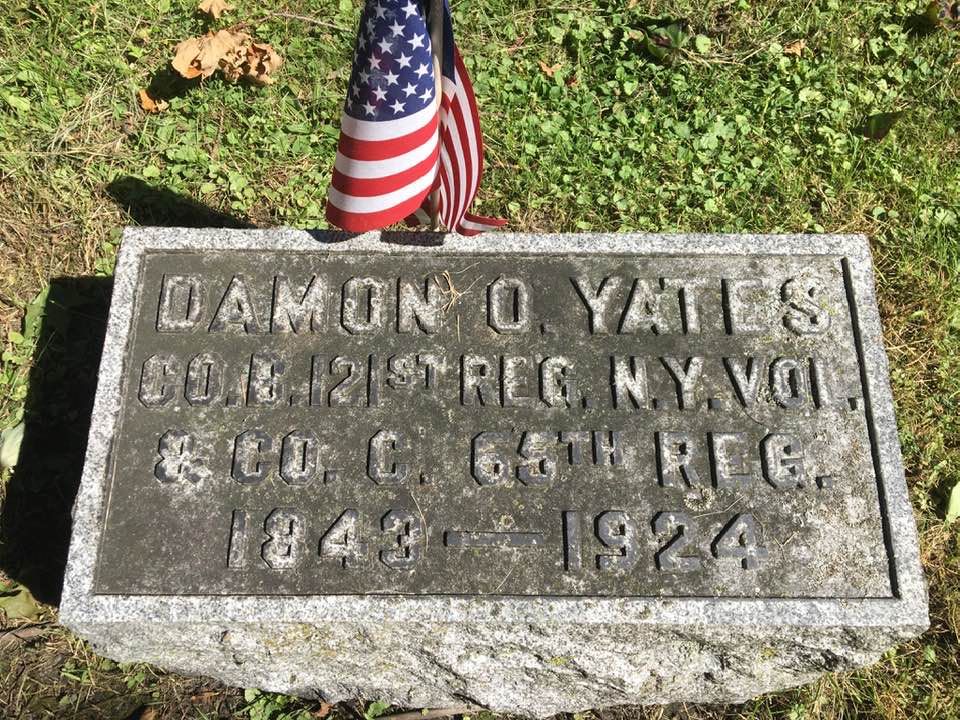 DAMON O. YATES
CO. B. 121ST REG. N.Y. VOL.
& CO. C. 65TH REG.
1843 — 1924